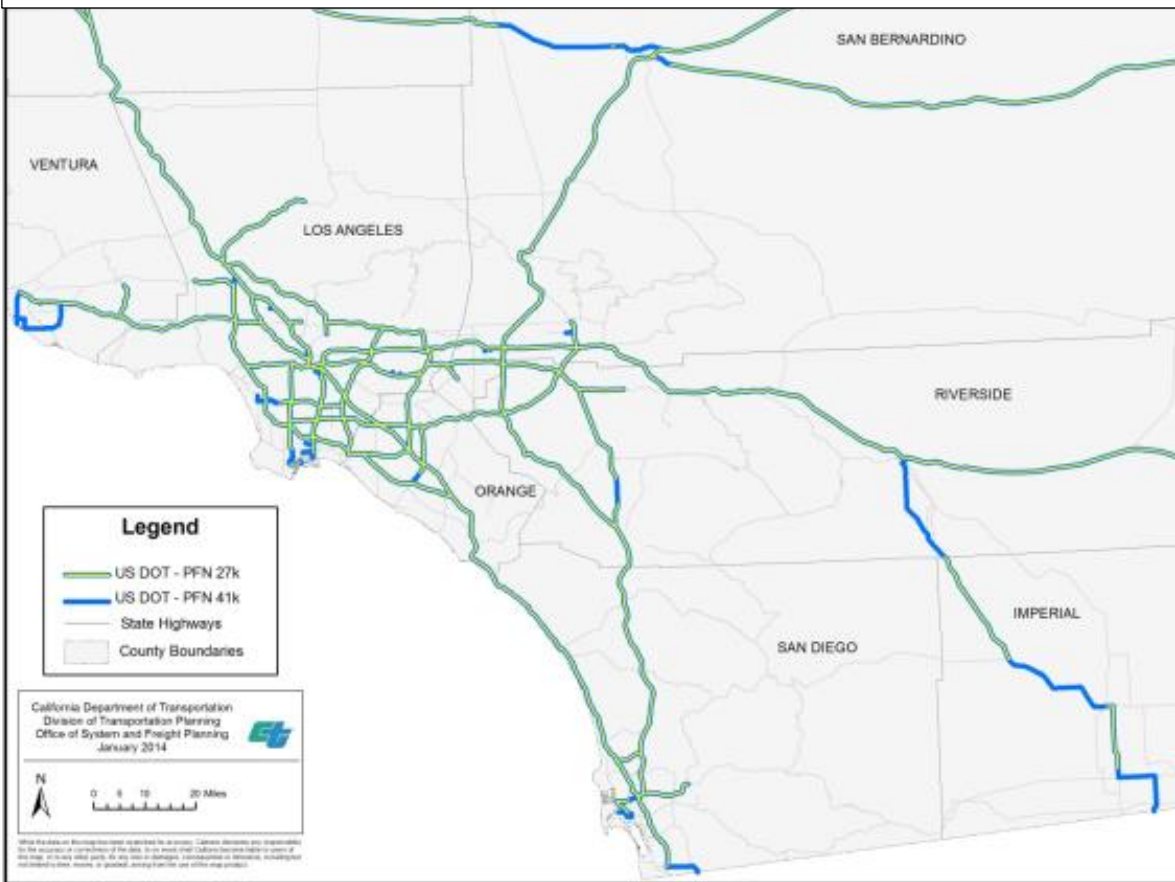 SAN BERNARDINO
VENTURA
LOS ANGELES
RIVERSIDE
ORANGE
IMPERIAL
SAN DIEGO
Legend
US DOT - PFN 27k
US DOT - PFN 41k
State Highways
County Boundaries
California Department of Transportation
Division of Transportation Planning
Office of System and Freight Planning
January 2014
N
0 5 10 20 Miles